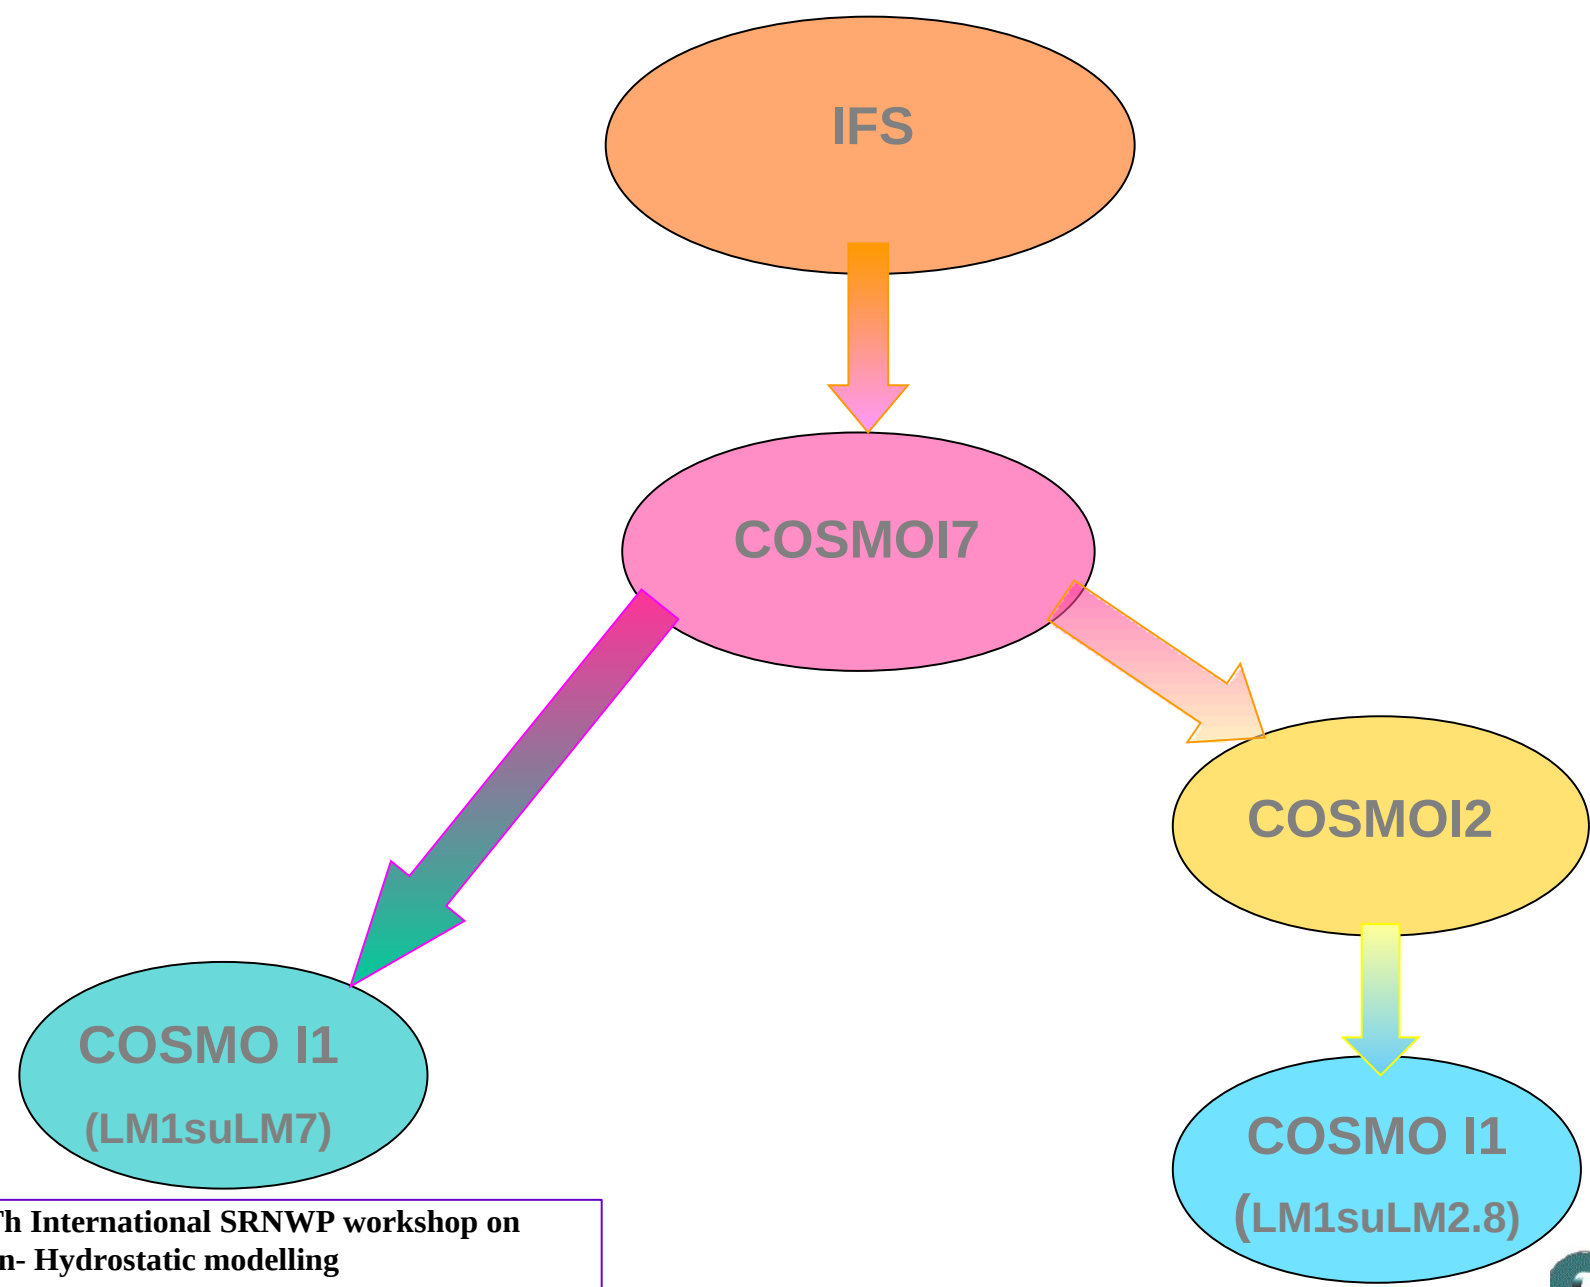 IFS
COSMOI7
COSMOI2
COSMO I1
(LM1suLM7)
COSMO I1
(LM1suLM2.8)
International SRNWP workshop on
Hydrostatic modelling